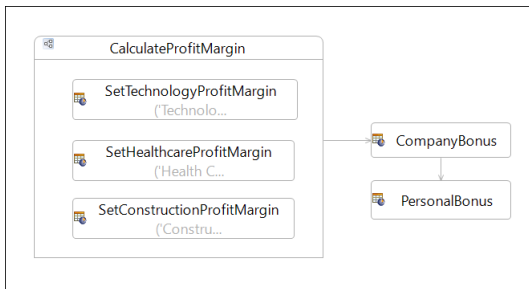 CalculateProfitMargin
SetTechnologyProfitMargin
('Technolo...
SetHealthcareProfitMargin
('Health C...
SetConstructionProfitMargin
('Constru...
CompanyBonus
PersonalBonus